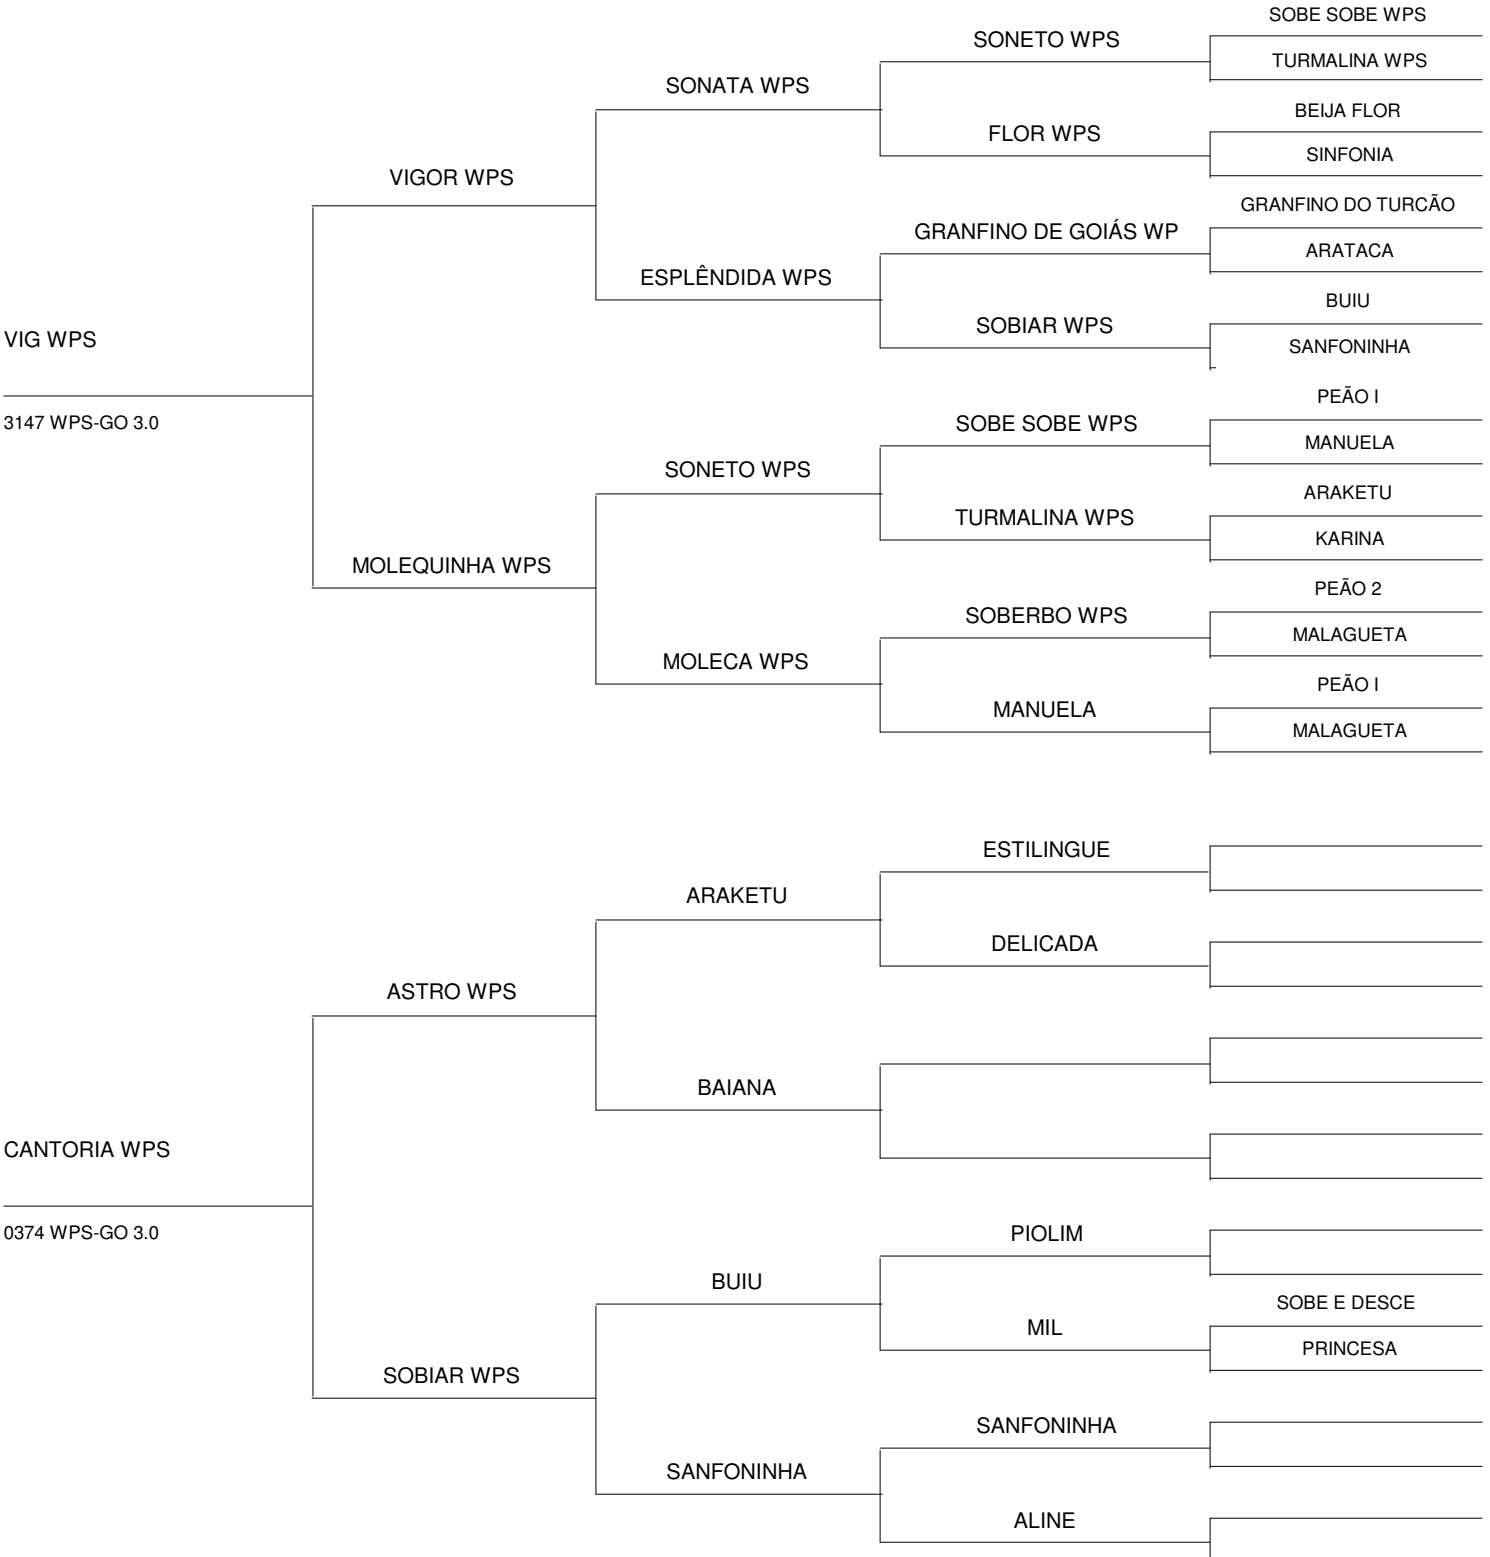 SOBE SOBE WPS
SONETO WPS
TURMALINA WPS
SONATA WPS
BEIJA FLOR
FLOR WPS
SINFONIA
VIGOR WPS
GRANFINO DO TURCÃO
GRANFINO DE GOIÁS WP
ARATACA
ESPLÊNDIDA WPS
BUIU
SOBIAR WPS
SANFONINHA
VIG WPS
3147 WPS-GO 3.0
PEÃO I
SOBE SOBE WPS
MANUELA
SONETO WPS
ARAKETU
TURMALINA WPS
KARINA
MOLEQUINHA WPS
PEÃO 2
SOBERBO WPS
MALAGUETA
MOLECA WPS
PEÃO I
MANUELA
MALAGUETA
ESTILINGUE
ARAKETU
DELICADA
ASTRO WPS
BAIANA
CANTORIA WPS
0374 WPS-GO 3.0
PIOLIM
BUIU
SOBE E DESCE
MIL
PRINCESA
SOBIAR WPS
SANFONINHA
SANFONINHA
ALINE